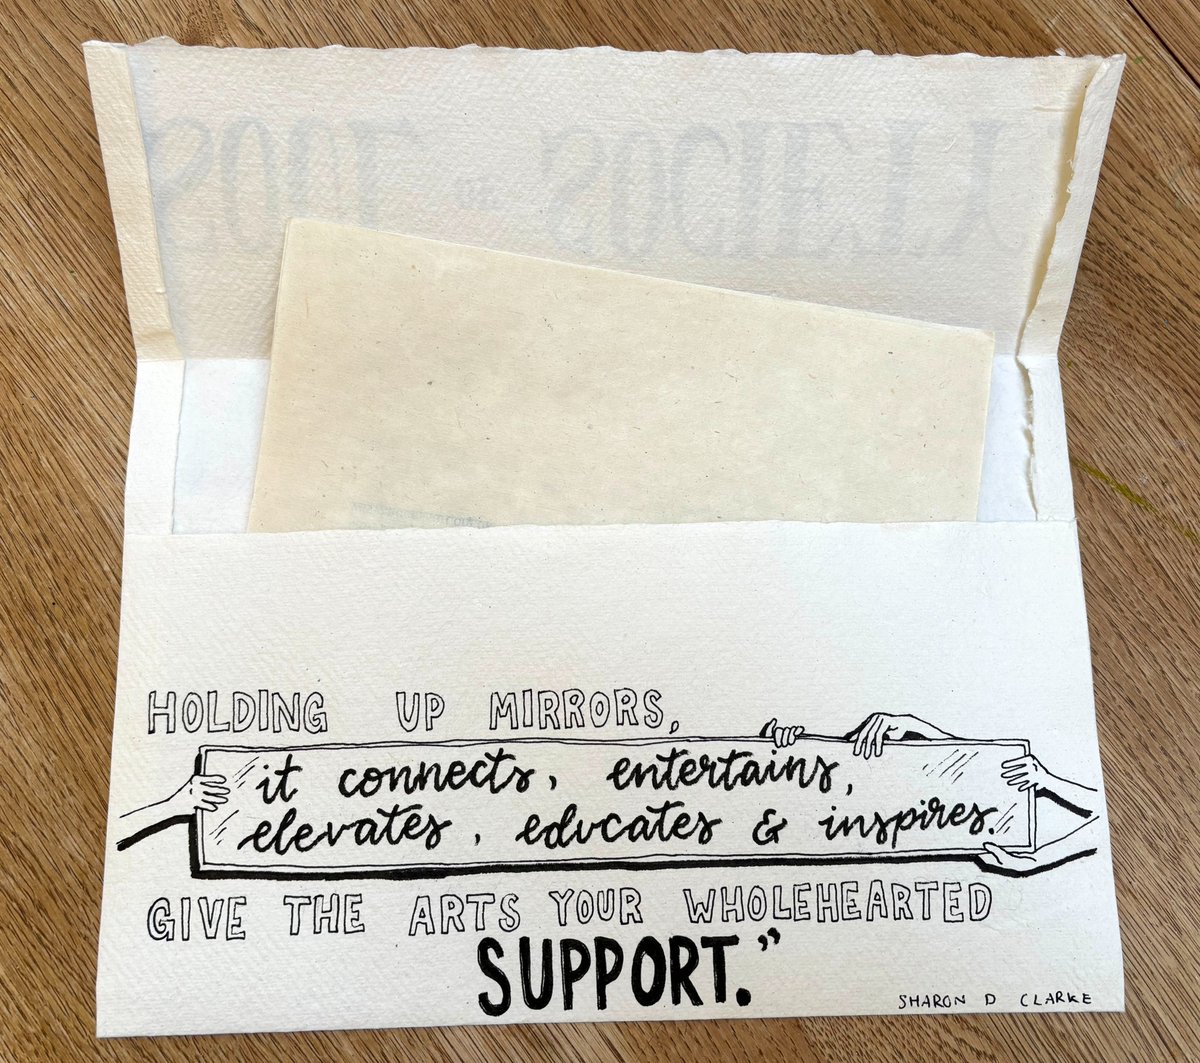 HOLDING UP MIRRORS,
it connects, entertains,
elevates, educates & inspires.
GIVE THE ARTS YOUR WHOLEHEARTED
SUPPORT.”
SHARON D CLARKE